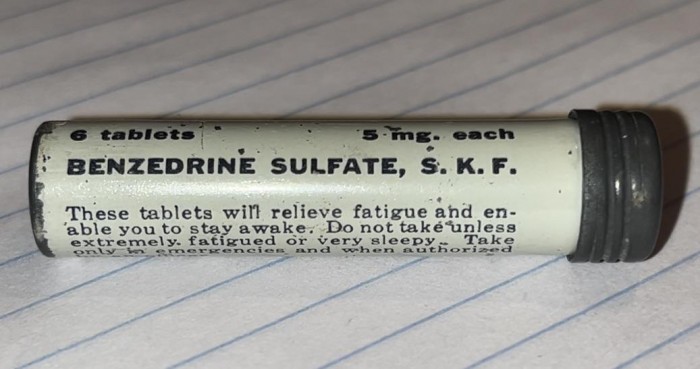 6 tablets 5 mg. each
BENZEDRINE SULFATE, S. K. F.
These tablets will relieve fatigue and en-
able you to stay awake. Do not take unless
extremely fatigued or very sleepy. Take
only in emergencies and when authorized